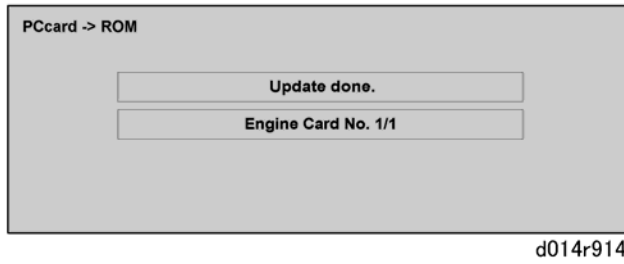 PCcard -> ROM
Update done.
Engine Card No. 1/1
d014r914